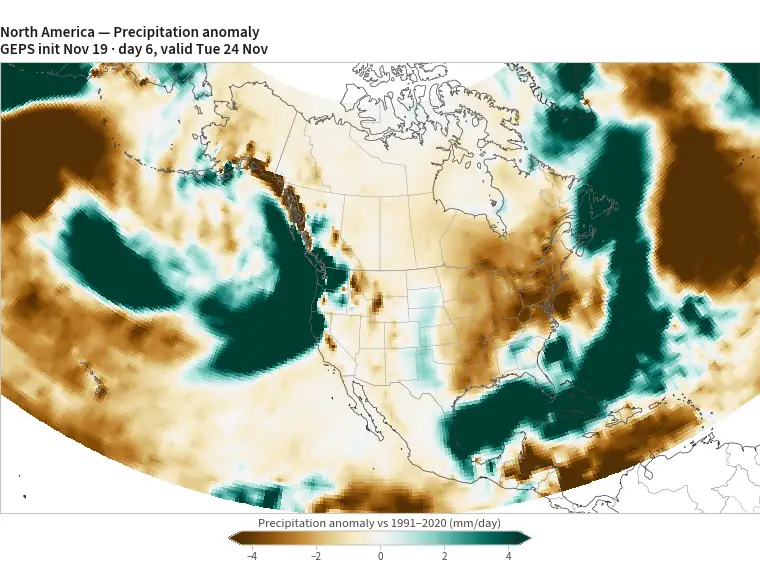 North America — Precipitation anomaly
GEPS init Nov 19 · day 6, valid Tue 24 Nov
Precipitation anomaly vs 1991–2020 (mm/day)
−4 −2 0 2 4